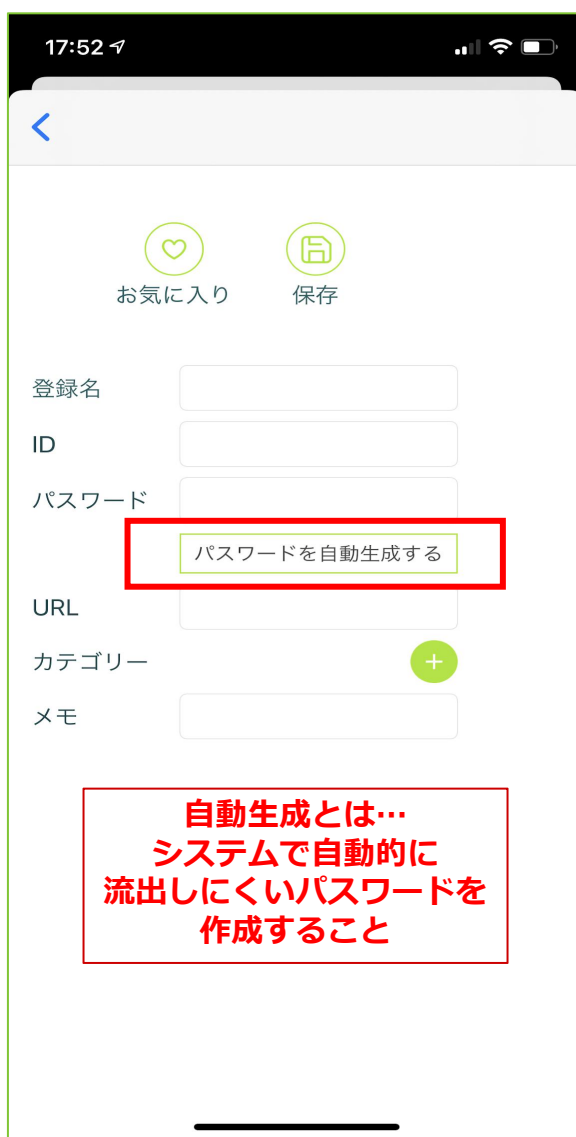 17:52
お気に入り 保存
登録名
ID
パスワード
パスワードを自動生成する
URL
カテゴリー
メモ
自動生成とは…
システムで自動的に
流出しにくいパスワードを
作成すること